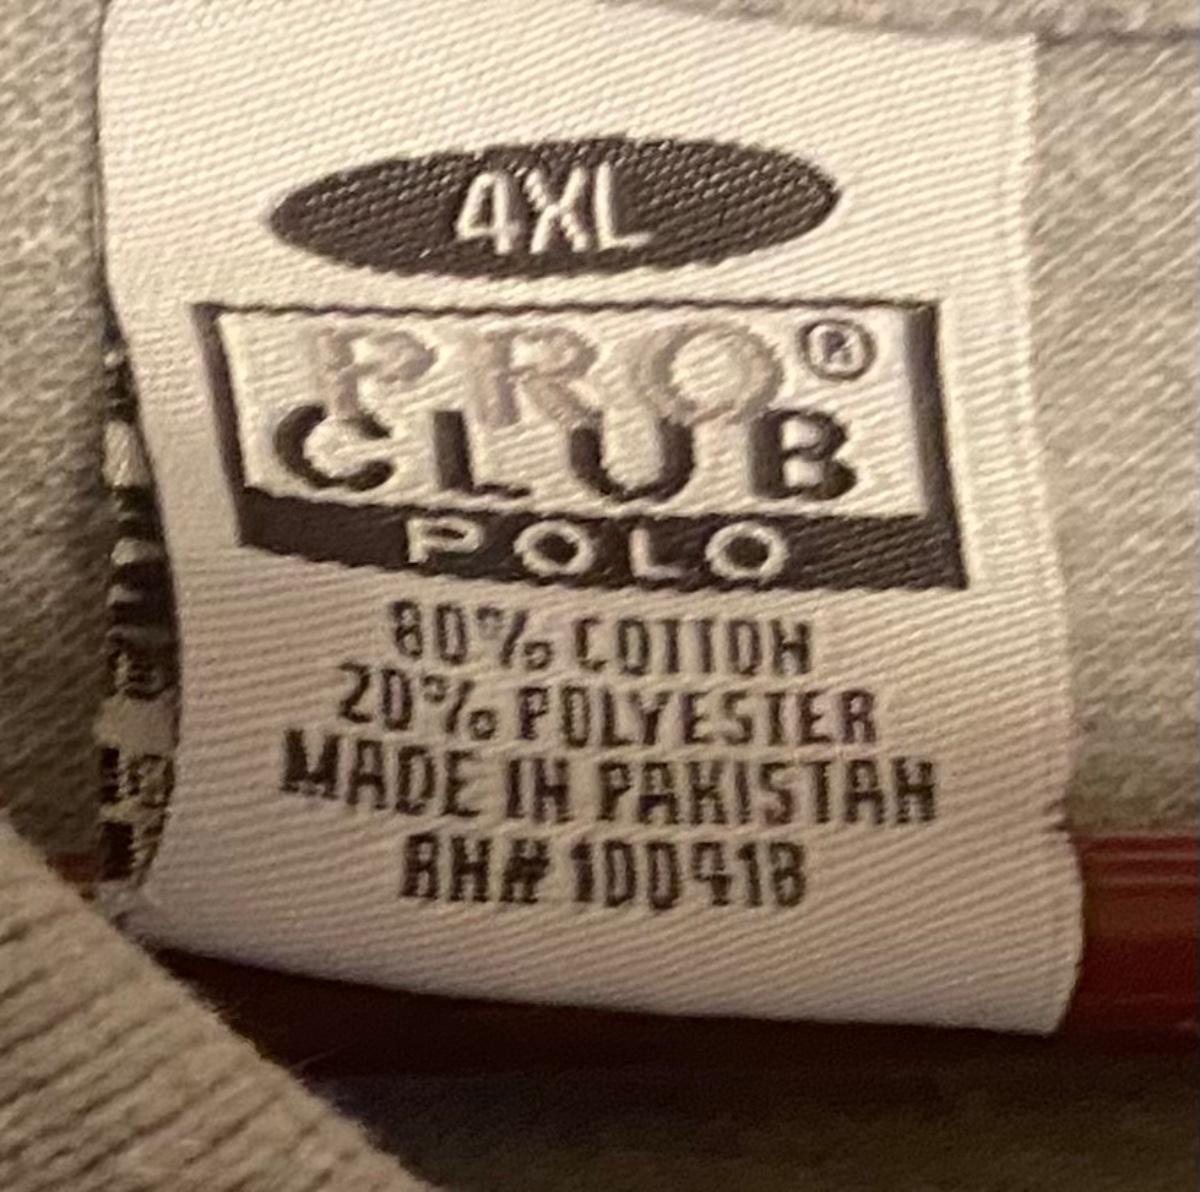 4XL
PRO®
CLUB
POLO
80% COTTON
20% POLYESTER
MADE IN PAKISTAN
RN# 100418